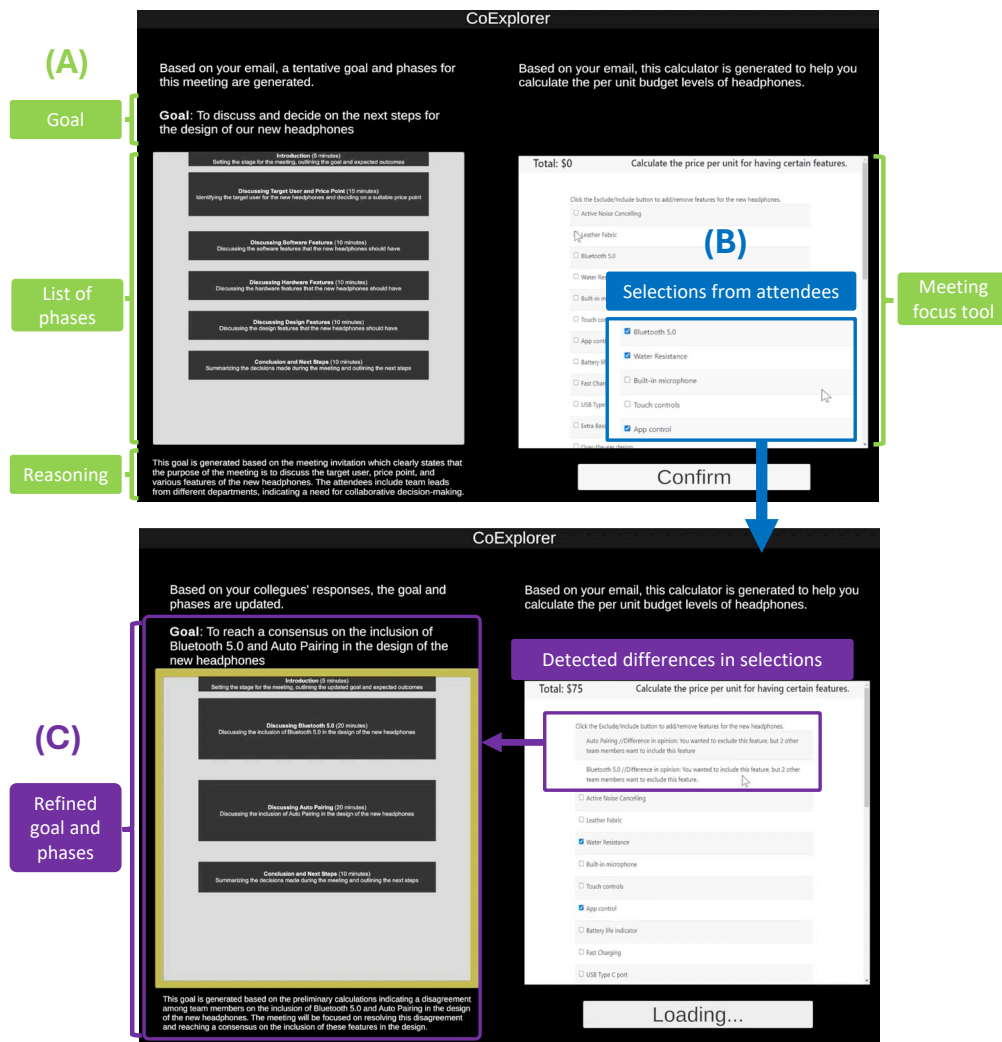 CoExplorer
(A)
Based on your email, a tentative goal and phases for
this meeting are generated.
Goal
Goal: To discuss and decide on the next steps for
the design of our new headphones
List of
phases
Introduction (5 minutes)
Setting the stage for the meeting, outlining the goal and expected outcomes
Discussing Target User and Price Point (15 minutes)
Identifying the target user for the new headphones and deciding on a suitable price point
Discussing Software Features (10 minutes)
Discussing the software features that the new headphones should have
Discussing Hardware Features (10 minutes)
Discussing the hardware features that the new headphones should have
Discussing Design Features (10 minutes)
Discussing the design features that the new headphones should have
Conclusion and Next Steps (10 minutes)
Summarizing the decisions made during the meeting and outlining the next steps
Reasoning
This goal is generated based on the meeting invitation which clearly states that
the purpose of the meeting is to discuss the target user, price point, and
various features of the new headphones. The attendees include team leads
from different departments, indicating a need for collaborative decision-making.
Based on your email, this calculator is generated to help you
calculate the per unit budget levels of headphones.
Total: $0 Calculate the price per unit for having certain features.
Click the Exclude/Include button to add/remove features for the new headphones.
Active Noise Cancelling
Leather Fabric
Bluetooth 5.0
Water Re
Built-in m
Touch con
App cont
Battery li
Fast Char
USB Type
Extra Bas
Over-the-ear design
(B)
Selections from attendees
Bluetooth 5.0
Water Resistance
Built-in microphone
Touch controls
App control
Meeting
focus tool
Confirm
CoExplorer
Based on your collegues' responses, the goal and
phases are updated.
Goal: To reach a consensus on the inclusion of
Bluetooth 5.0 and Auto Pairing in the design of the
new headphones
(C)
Refined
goal and
phases
Introduction (5 minutes)
Setting the stage for the meeting, outlining the updated goal and expected outcomes
Discussing Bluetooth 5.0 (20 minutes)
Discussing the inclusion of Bluetooth 5.0 in the design of the new headphones
Discussing Auto Pairing (20 minutes)
Discussing the inclusion of Auto Pairing in the design of the new headphones
Conclusion and Next Steps (10 minutes)
Summarizing the decisions made during the meeting and outlining the next steps
This goal is generated based on the preliminary calculations indicating a disagreement
among team members on the inclusion of Bluetooth 5.0 and Auto Pairing in the design
of the new headphones. The meeting will be focused on resolving this disagreement
and reaching a consensus on the inclusion of these features in the design.
Based on your email, this calculator is generated to help you
calculate the per unit budget levels of headphones.
Detected differences in selections
Total: $75 Calculate the price per unit for having certain features.
Click the Exclude/Include button to add/remove features for the new headphones.
Auto Pairing //Difference in opinion: You wanted to exclude this feature, but 2 other
team members want to include this feature
Bluetooth 5.0 //Difference in opinion: You wanted to include this feature, but 2 other
team members want to exclude this feature.
Active Noise Cancelling
Leather Fabric
Water Resistance
Built-in microphone
Touch controls
App control
Battery life indicator
Fast Charging
USB Type C port
Loading...